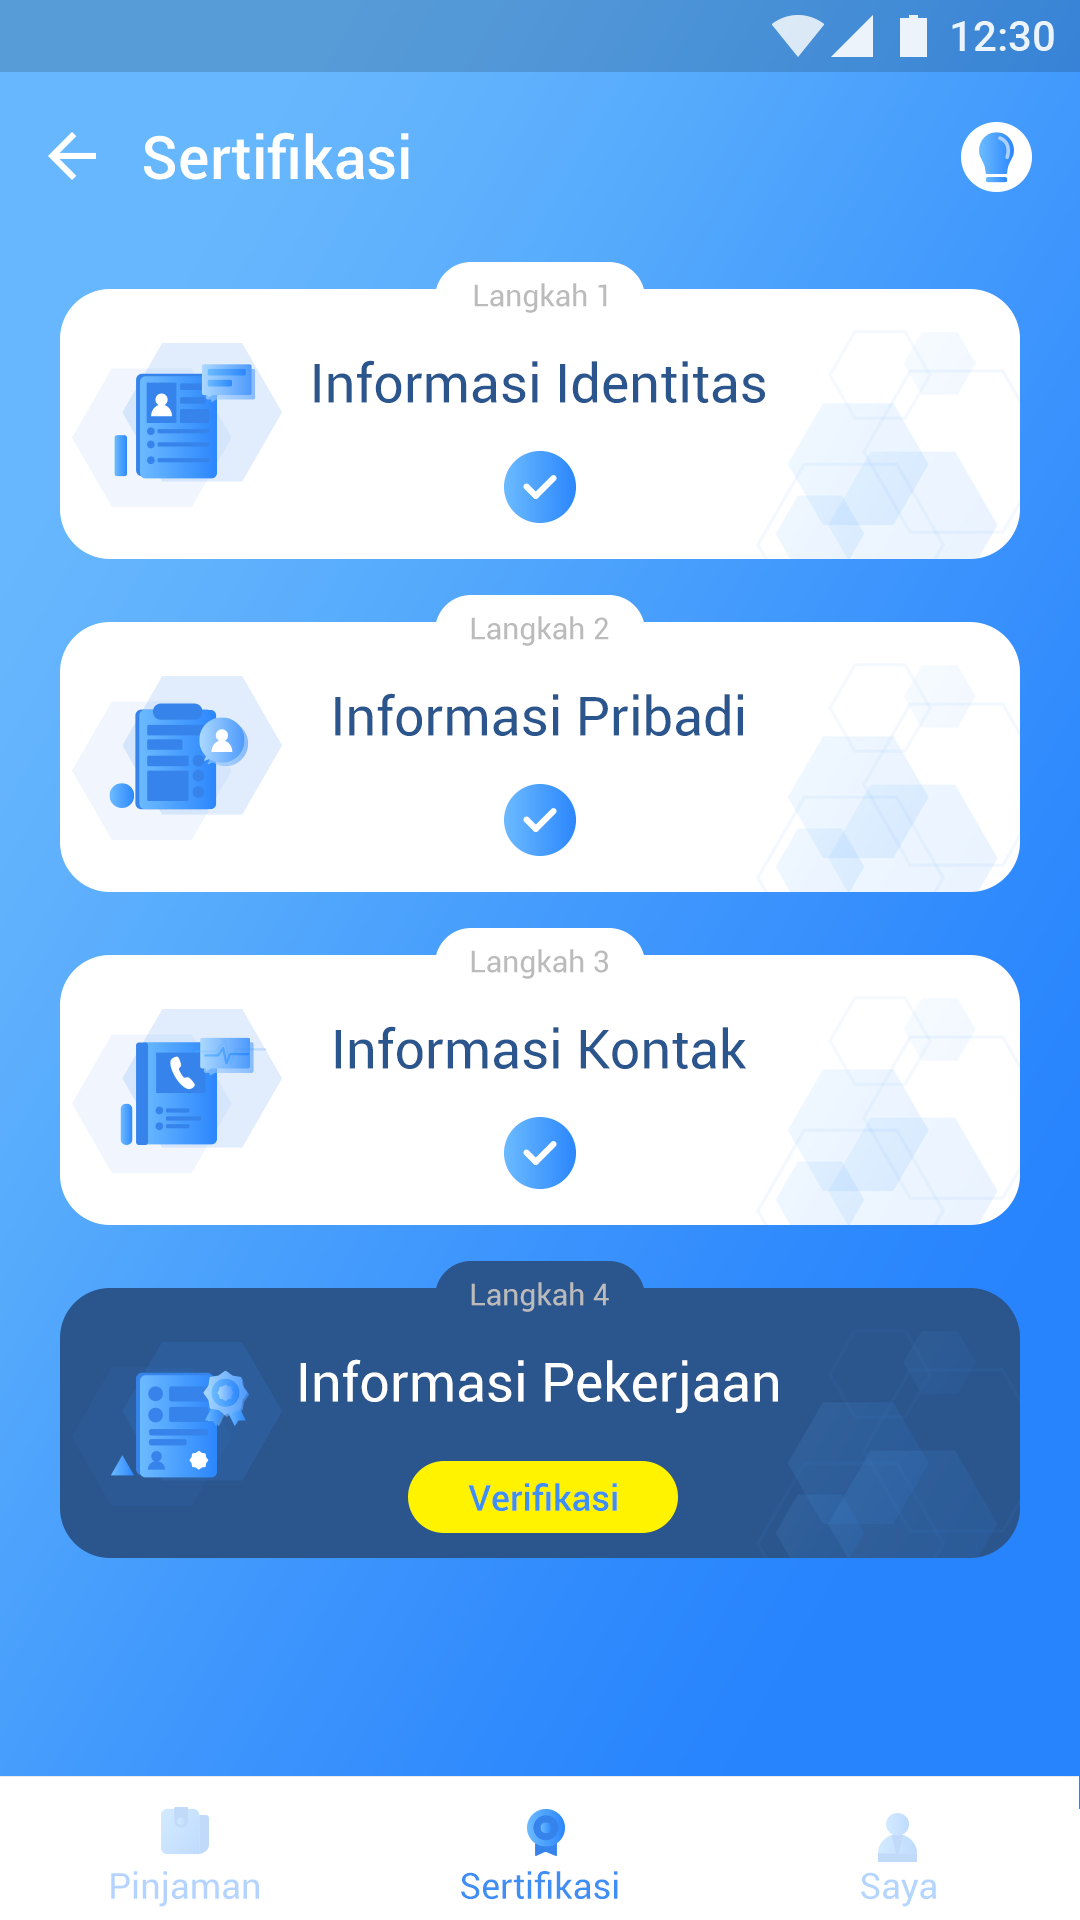 12:30
Sertifikasi
Langkah 1
Informasi Identitas
Langkah 2
Informasi Pribadi
Langkah 3
Informasi Kontak
Langkah 4
Informasi Pekerjaan
Verifikasi
Pinjaman
Sertifikasi
Saya